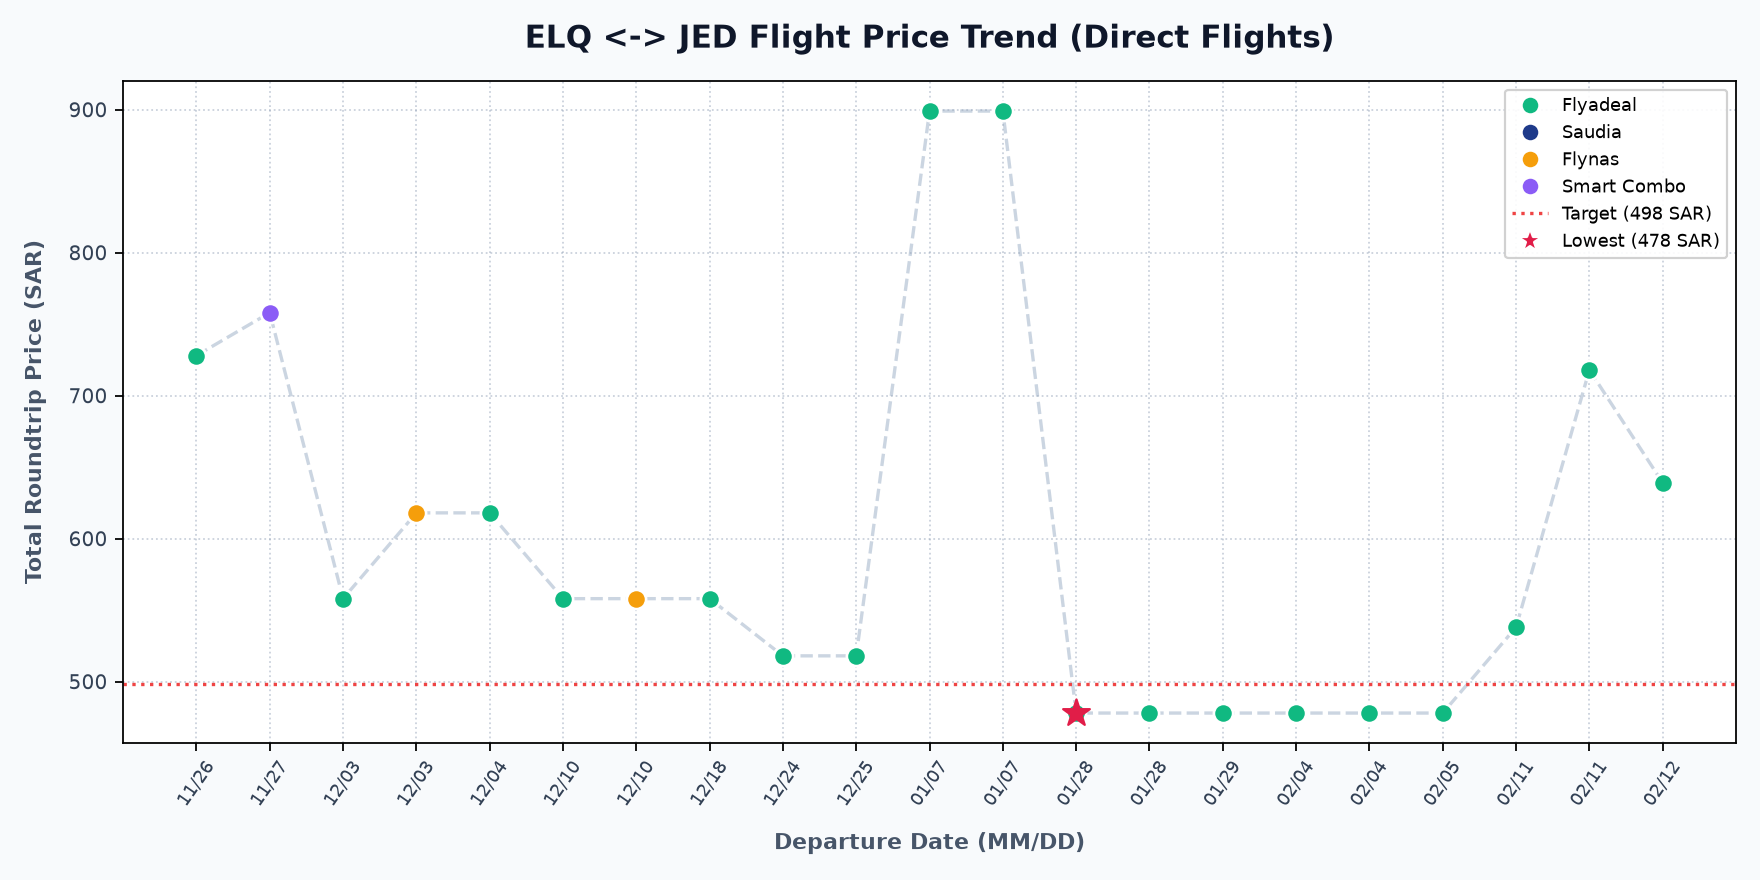 ELQ <-> JED Flight Price Trend (Direct Flights)
Total Roundtrip Price (SAR)
900
800
700
600
500
Flyadeal
Saudia
Flynas
Smart Combo
Target (498 SAR)
Lowest (478 SAR)
11/26 11/27 12/03 12/03 12/04 12/10 12/10 12/18 12/24 12/25 01/07 01/07 01/28 01/28 01/29 02/04 02/04 02/05 02/11 02/11 02/12
Departure Date (MM/DD)